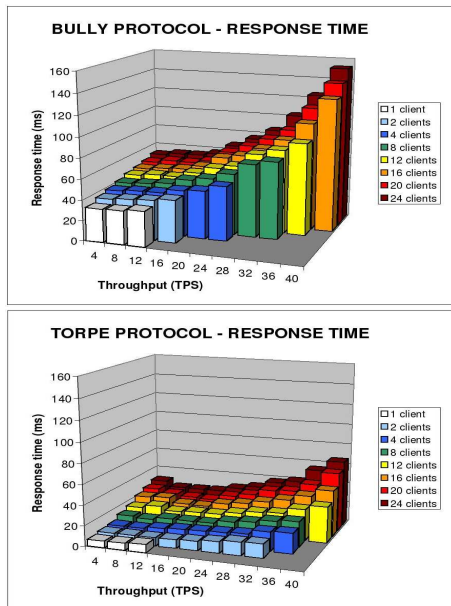 BULLY PROTOCOL - RESPONSE TIME
160
140
120
100
80
60
40
20
0
Response time (ms)
4
8
12
16
20
24
28
32
36
40
Throughput (TPS)
1 client
2 clients
4 clients
8 clients
12 clients
16 clients
20 clients
24 clients
TORPE PROTOCOL - RESPONSE TIME
160
140
120
100
80
60
40
20
0
Response time (ms)
4
8
12
16
20
24
28
32
36
40
Throughput (TPS)
1 client
2 clients
4 clients
8 clients
12 clients
16 clients
20 clients
24 clients